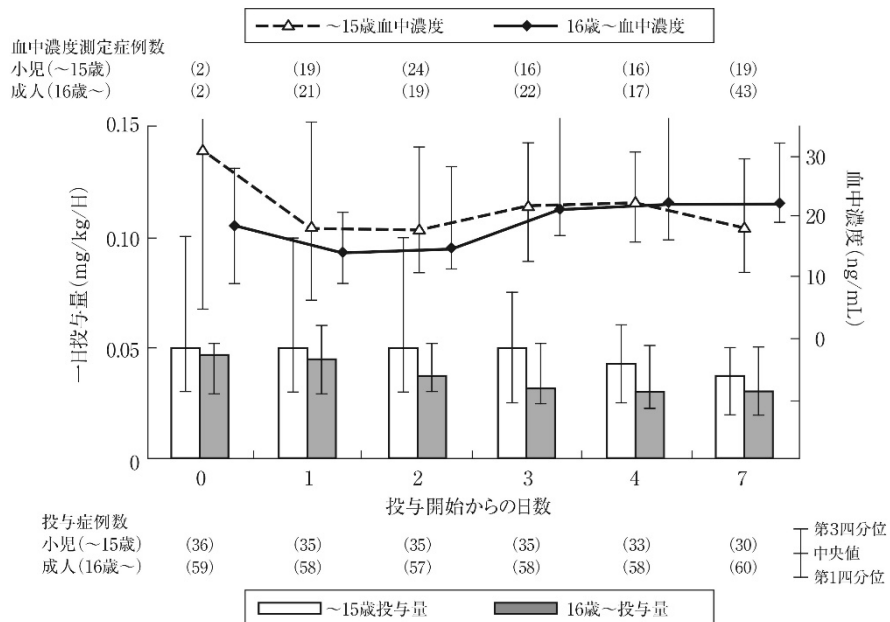 ～15歳血中濃度 16歳～血中濃度
血中濃度測定症例数
小児(～15歳) (2) (19) (24) (16) (16) (19)
成人(16歳～) (2) (21) (19) (22) (17) (43)
一日投与量(mg/kg/H)
0.15
0.10
0.05
0
血中濃度(ng/mL)
30
20
10
0
0 1 2 3 4 7
投与開始からの日数
投与症例数
小児(～15歳) (36) (35) (35) (35) (33) (30)
成人(16歳～) (59) (58) (57) (58) (58) (60)
第3四分位
中央値
第1四分位
～15歳投与量 16歳～投与量